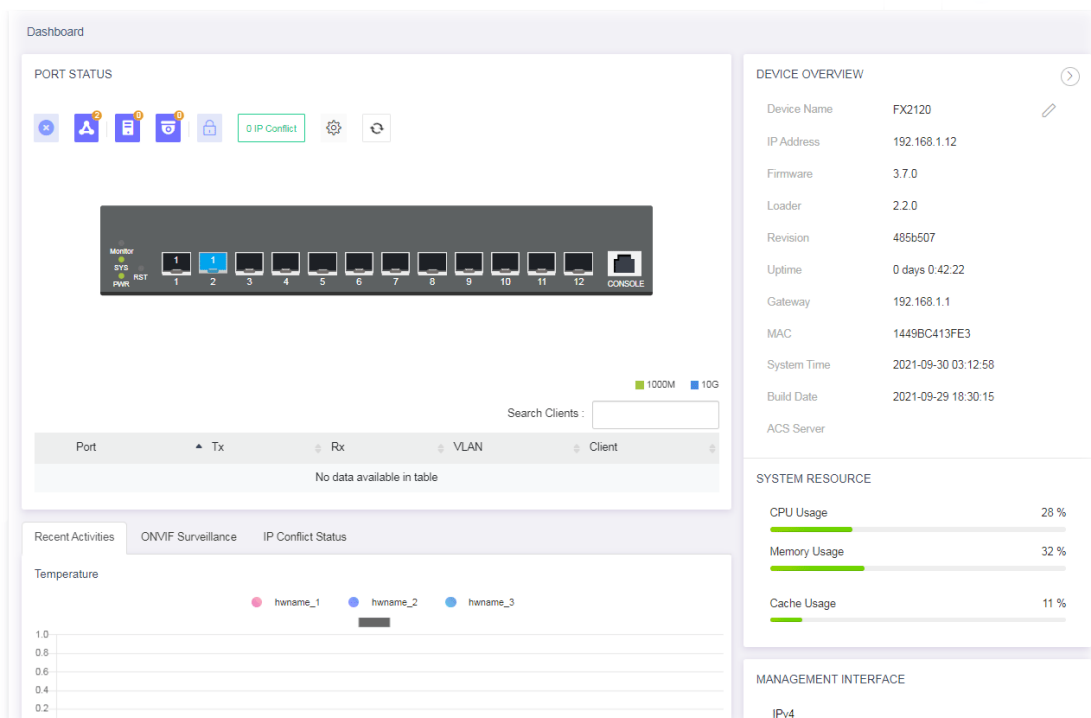 Dashboard
PORT STATUS
2
0
0
0 IP Conflict
Monitor
SYS
RST
PWR
1 1
1 2 3 4 5 6 7 8 9 10 11 12 CONSOLE
1000M 10G
Search Clients :
Port Tx Rx VLAN Client
No data available in table
Recent Activities ONVIF Surveillance IP Conflict Status
Temperature
hwname_1 hwname_2 hwname_3
1.0
0.8
0.6
0.4
0.2
DEVICE OVERVIEW
Device Name FX2120
IP Address 192.168.1.12
Firmware 3.7.0
Loader 2.2.0
Revision 485b507
Uptime 0 days 0:42:22
Gateway 192.168.1.1
MAC 1449BC413FE3
System Time 2021-09-30 03:12:58
Build Date 2021-09-29 18:30:15
ACS Server
SYSTEM RESOURCE
CPU Usage 28 %
Memory Usage 32 %
Cache Usage 11 %
MANAGEMENT INTERFACE
IPv4